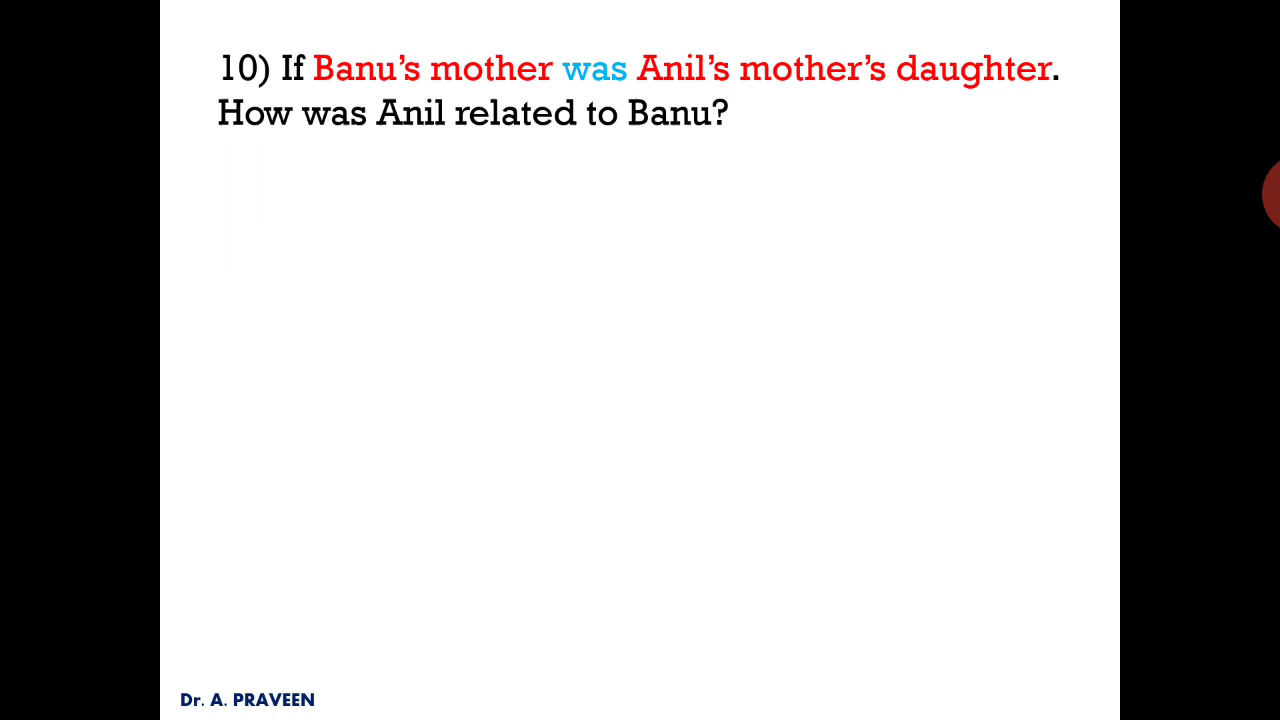 10) If Banu’s mother was Anil’s mother’s daughter.
How was Anil related to Banu?
Dr. A. PRAVEEN